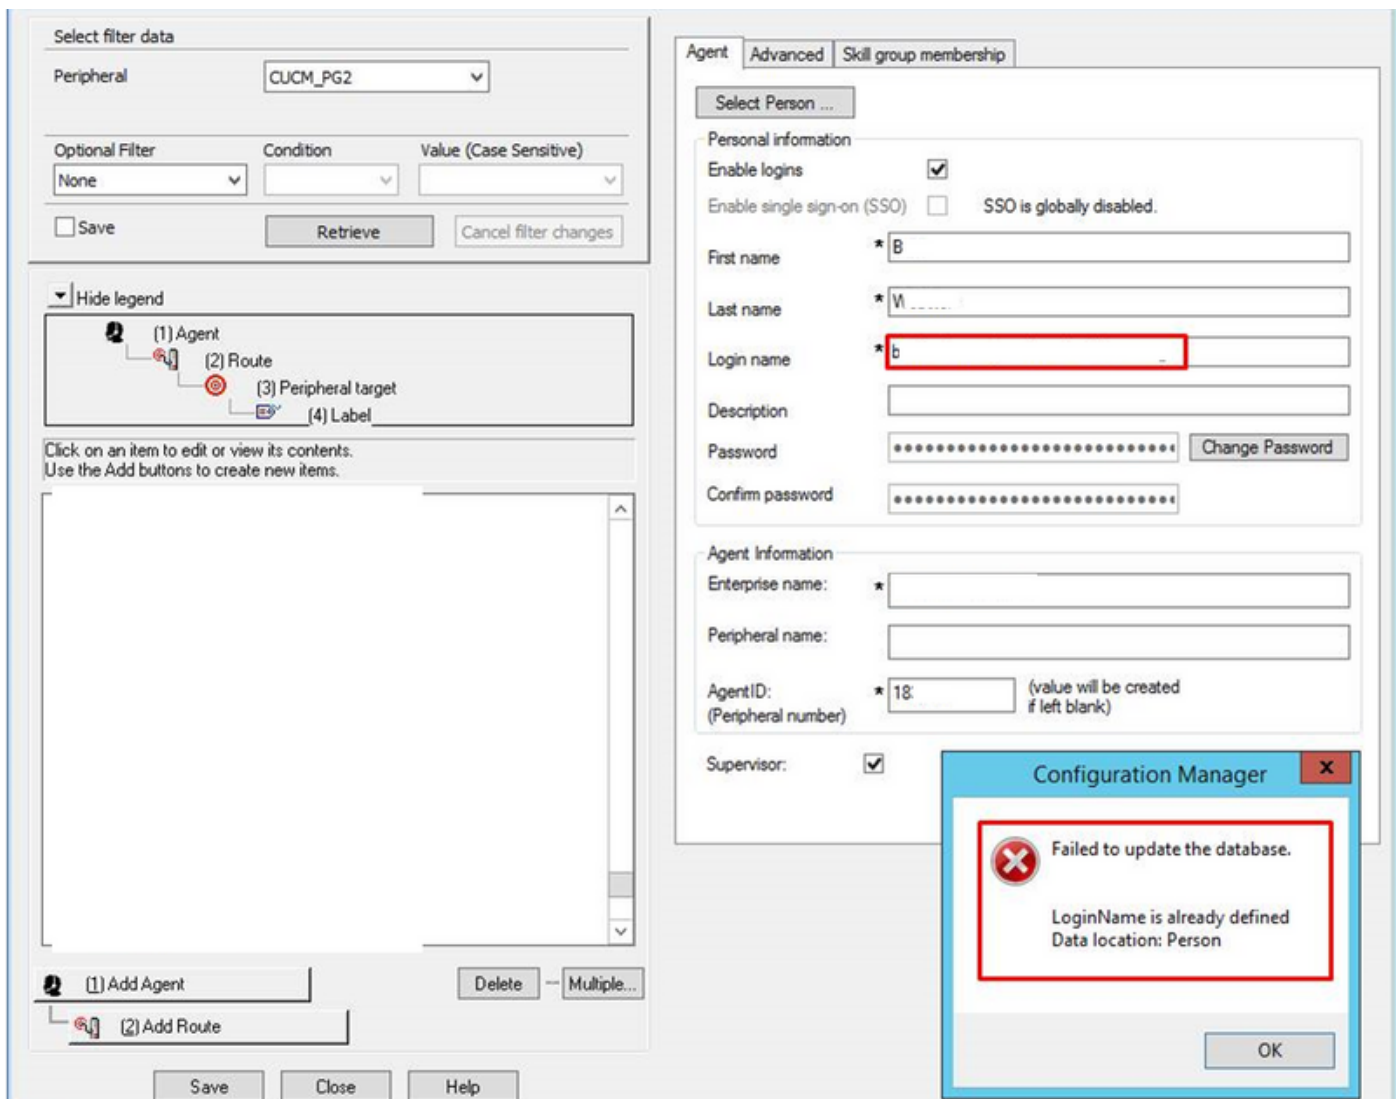 Select filter data
Peripheral
CUCM_PG2
Optional Filter
Condition
Value (Case Sensitive)
None
Save
Retrieve
Cancel filter changes
Hide legend
(1) Agent
(2) Route
(3) Peripheral target
(4) Label
Click on an item to edit or view its contents.
Use the Add buttons to create new items.
(1) Add Agent
Delete
Multiple...
(2) Add Route
Save
Close
Help
Agent
Advanced
Skill group membership
Select Person ...
Personal information
Enable logins
Enable single sign-on (SSO)
SSO is globally disabled.
First name
* B
Last name
*
Login name
* b
Description
Password
Change Password
Confirm password
Agent Information
Enterprise name: *
Peripheral name:
AgentID: * 18
(Peripheral number)
(value will be created
if left blank)
Supervisor:
Configuration Manager
X
Failed to update the database.
LoginName is already defined
Data location: Person
OK